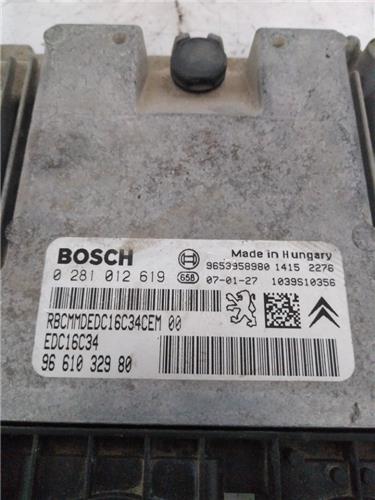 BOSCH
Made in Hungary
0 281 012 619
658
9653958980 1415 2276
07-01-27 1039S10356
RBCMMDEDC16C34CEM 00
EDC16C34
96 610 329 80